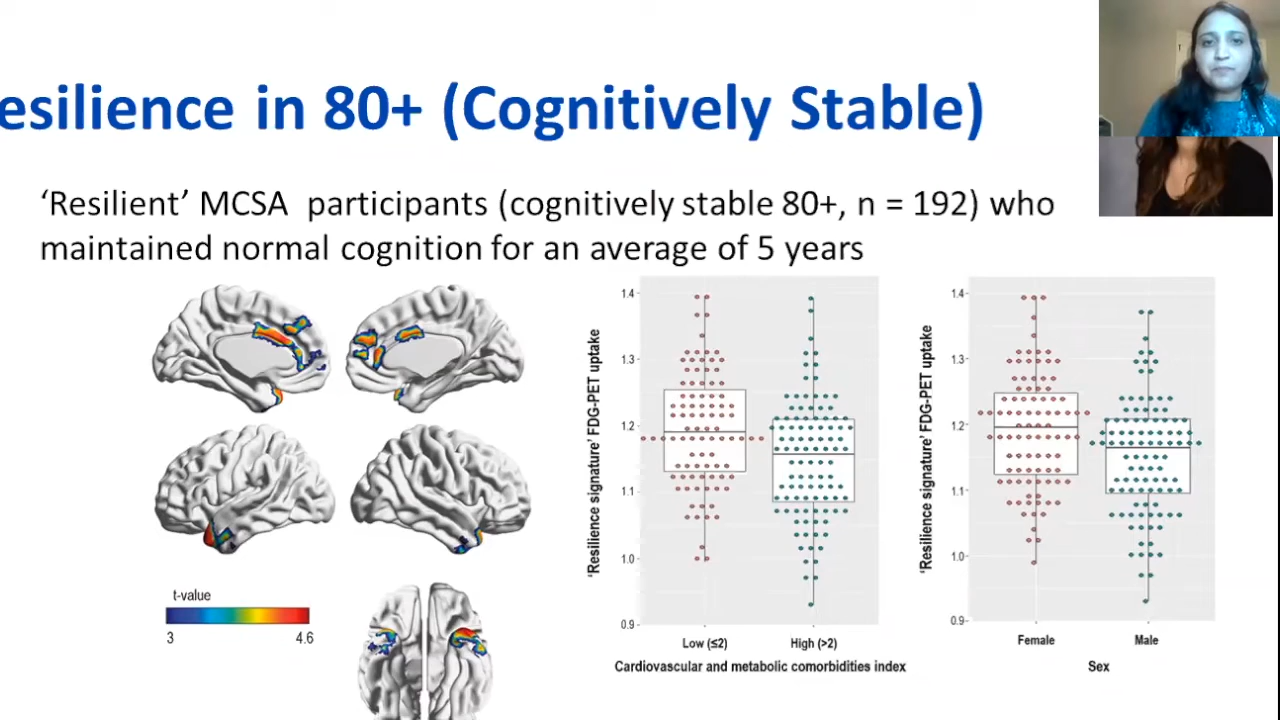 esilience in 80+ (Cognitively Stable)
‘Resilient’ MCSA participants (cognitively stable 80+, n = 192) who
maintained normal cognition for an average of 5 years
t-value
3 4.6
'Resilience signature' FDG-PET uptake
1.4
1.3
1.2
1.1
1.0
0.9
Low (≤2) High (>2)
Cardiovascular and metabolic comorbidities index
'Resilience signature' FDG-PET uptake
1.4
1.3
1.2
1.1
1.0
0.9
Female Male
Sex